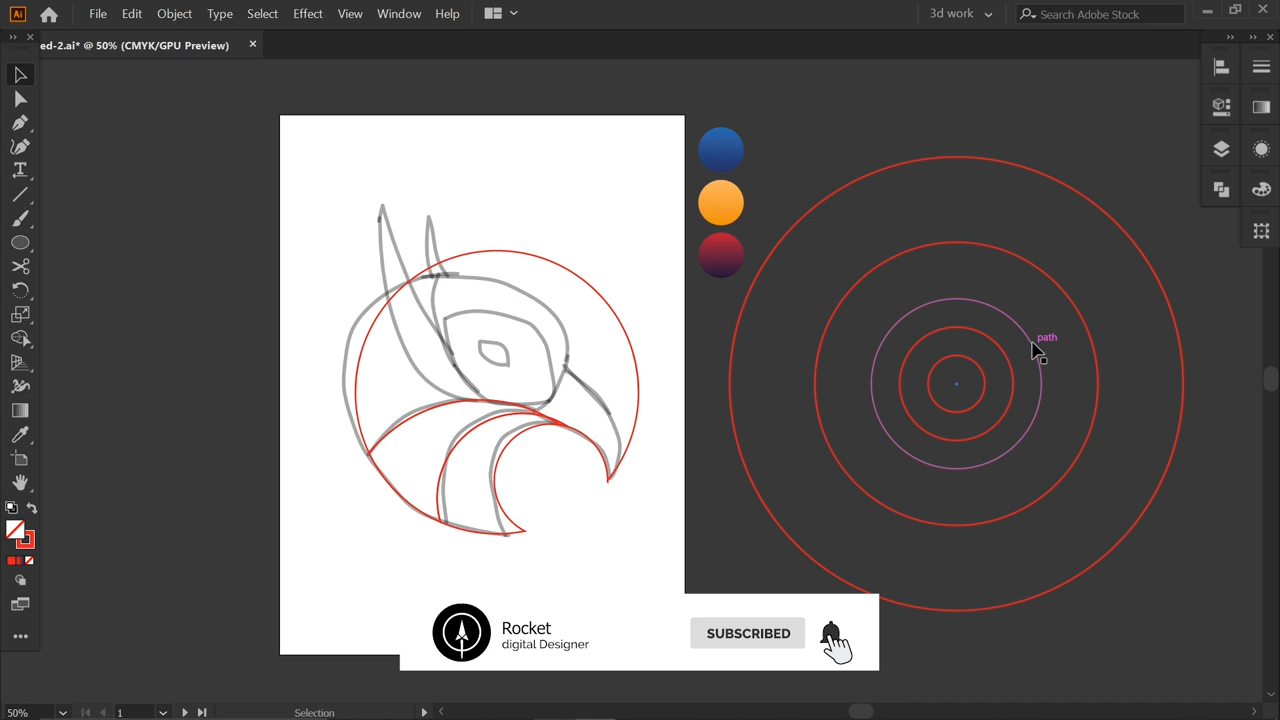 Ai
File Edit Object Type Select Effect View Window Help
3d work
Search Adobe Stock
ed-2.ai* @ 50% (CMYK/GPU Preview)
path
Rocket
digital Designer
SUBSCRIBED
50%
1
Selection